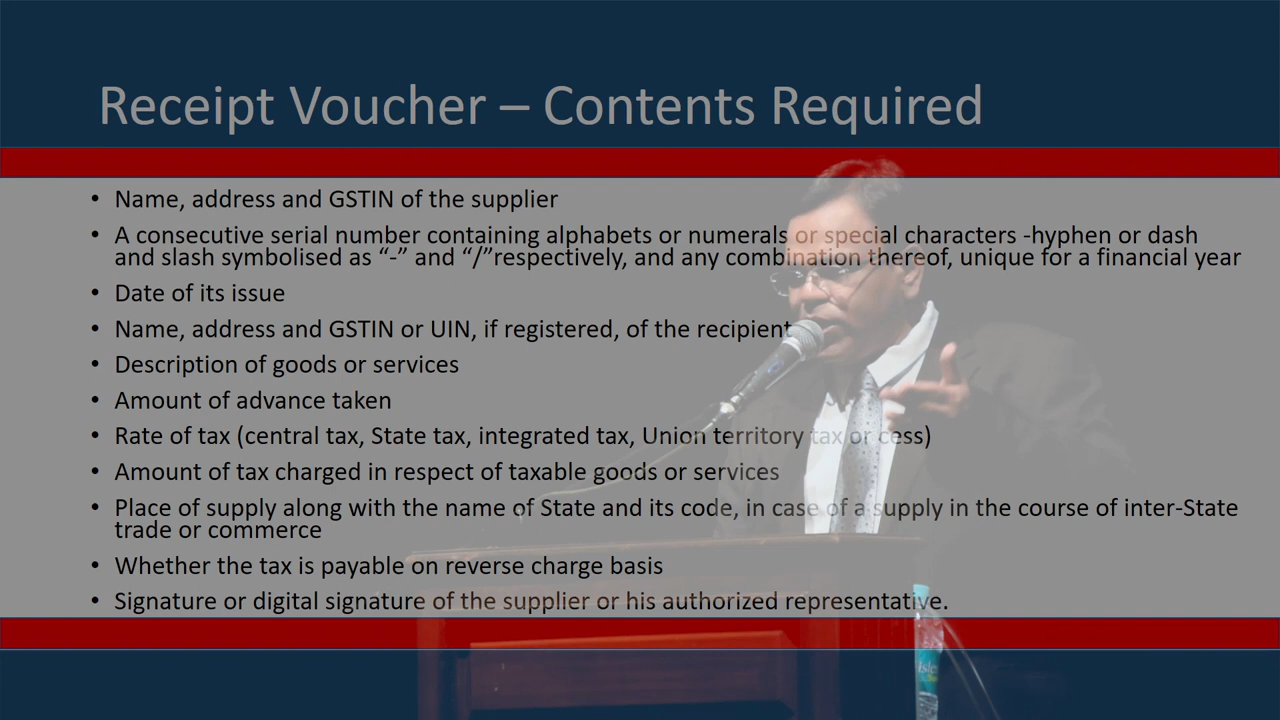 Receipt Voucher – Contents Required
• Name, address and GSTIN of the supplier
• A consecutive serial number containing alphabets or numerals or special characters -hyphen or dash
and slash symbolised as “-” and “/”respectively, and any combination thereof, unique for a financial year
• Date of its issue
• Name, address and GSTIN or UIN, if registered, of the recipient
• Description of goods or services
• Amount of advance taken
• Rate of tax (central tax, State tax, integrated tax, Union territory tax or cess)
• Amount of tax charged in respect of taxable goods or services
• Place of supply along with the name of State and its code, in case of a supply in the course of inter-State
trade or commerce
• Whether the tax is payable on reverse charge basis
• Signature or digital signature of the supplier or his authorized representative.